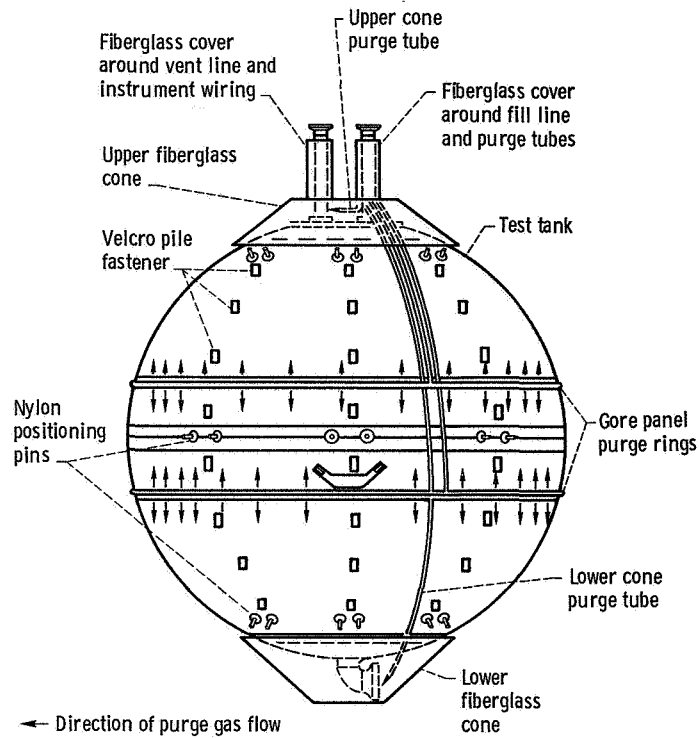 Upper cone
purge tube
Fiberglass cover
around vent line and
instrument wiring
Fiberglass cover
around fill line
and purge tubes
Upper fiberglass
cone
Test tank
Velcro pile
fastener
Nylon
positioning
pins
Gore panel
purge rings
Lower cone
purge tube
Lower
fiberglass
cone
Direction of purge gas flow